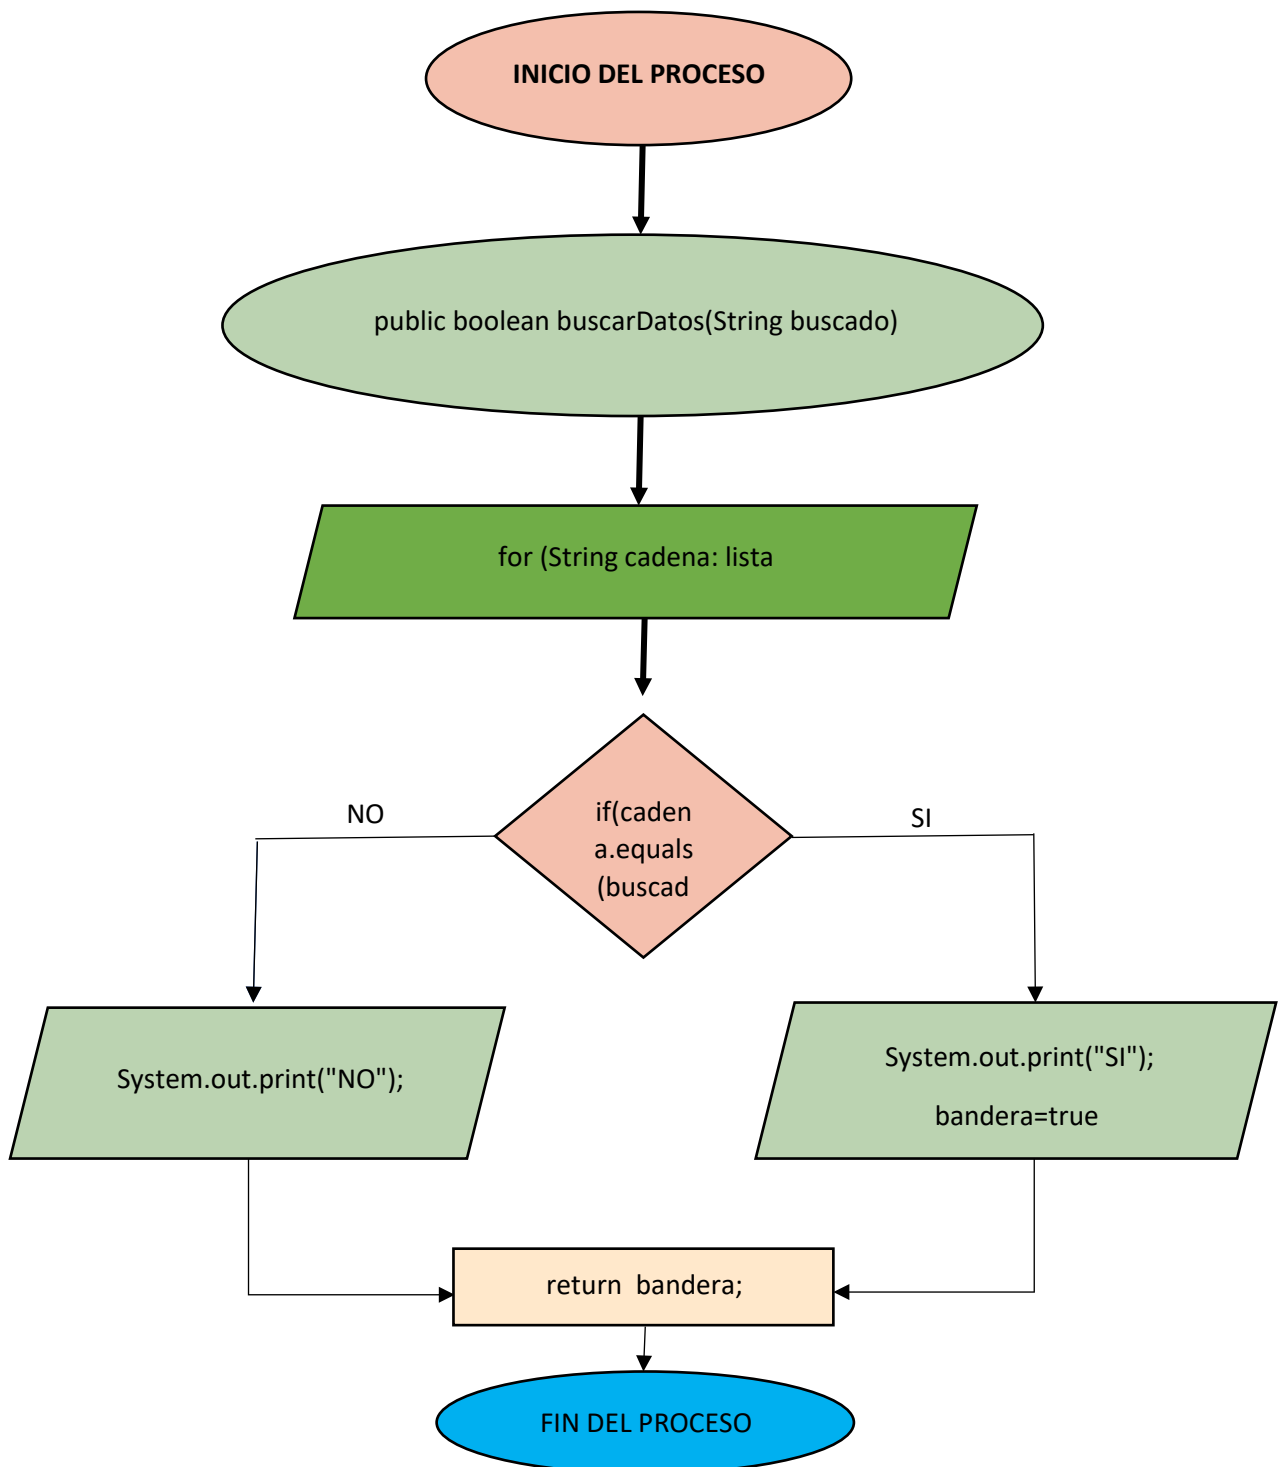 INICIO DEL PROCESO
public boolean buscarDatos(String buscado)
for (String cadena: lista
NO
SI
if(caden
a.equals
(buscad
System.out.print("NO");
System.out.print("SI");
bandera=true
return  bandera;
FIN DEL PROCESO